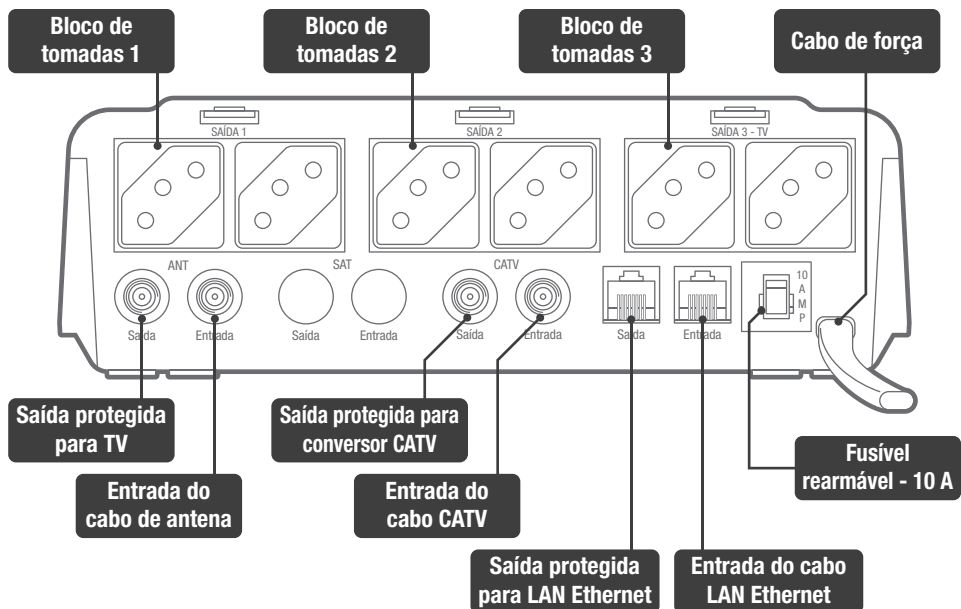 Bloco de
tomadas 1
Bloco de
tomadas 2
Bloco de
tomadas 3
Cabo de força
SAÍDA 1
SAÍDA 2
SAÍDA 3 - TV
ANT
SAT
CATV
10
A
M
P
Saída
Entrada
Saída
Entrada
Saída
Entrada
Saída
Entrada
Saída protegida
para TV
Saída protegida para
conversor CATV
Fusível
rearmável - 10 A
Entrada do
cabo de antena
Entrada do
cabo CATV
Saída protegida
para LAN Ethernet
Entrada do cabo
LAN Ethernet